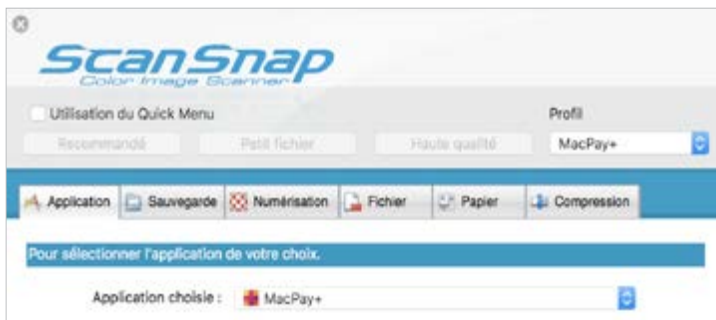 ScanSnap
Color Image Scanner
Utilisation du Quick Menu
Profil
Recommandé Petit fichier Haute qualité MacPay+
Application Sauvegarde Numérisation Fichier Papier Compression
Pour sélectionner l'application de votre choix.
Application choisie : MacPay+